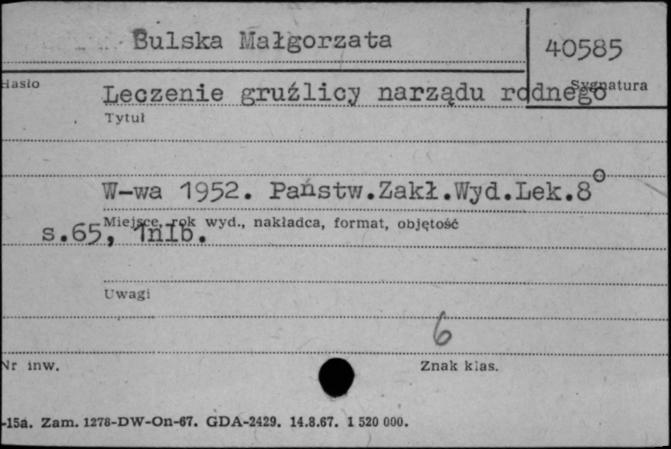 Bulska Małgorzata
40585
Hasło
Sygnatura
Leczenie gruźlicy narządu rodnego
Tytuł
W-wa 1952. Państw.Zakł.Wyd.Lek.8°
Miejsce, rok wyd., nakładca, format, objętość
s.65, 1nlb.
Uwagi
6
Nr inw.
Znak klas.
-15a. Zam. 1278-DW-On-67. GDA-2429. 14.8.67. 1 520 000.